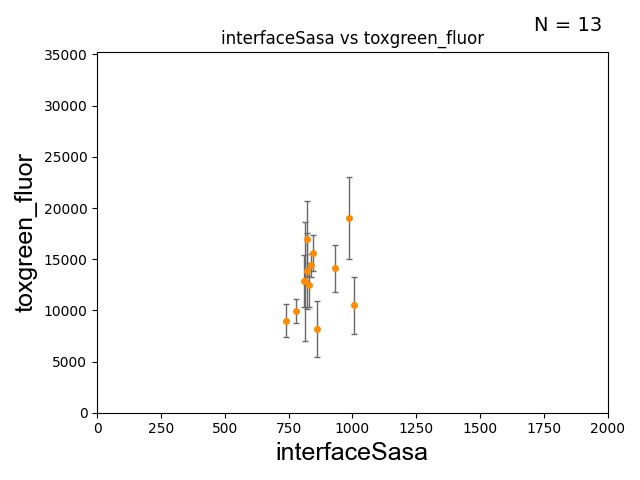 N = 13
interfaceSasa vs toxgreen_fluor
35000
30000
25000
20000
15000
10000
5000
0
toxgreen_fluor
0 250 500 750 1000 1250 1500 1750 2000
interfaceSasa